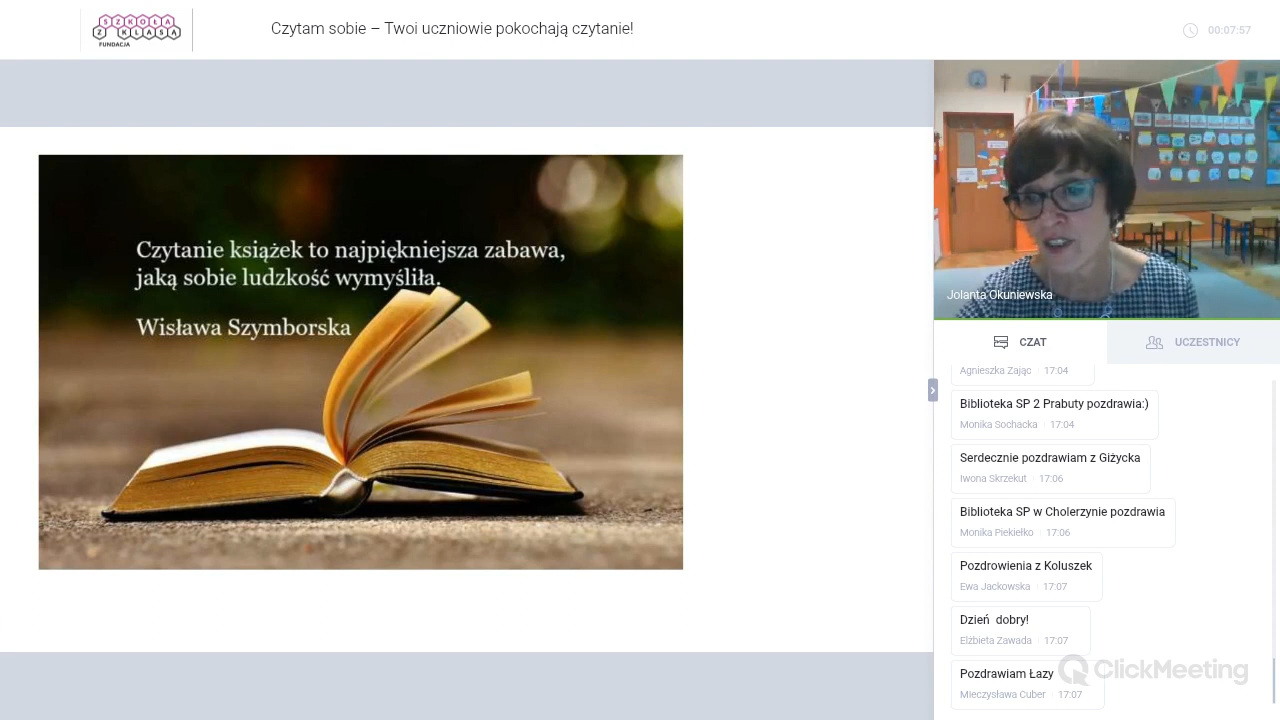 SZKOŁA
Z KLASĄ
FUNDACJA
Czytam sobie – Twoi uczniowie pokochają czytanie!
00:07:57
Czytanie książek to najpiękniejsza zabawa,
jaką sobie ludzkość wymyśliła.
Wisława Szymborska
Jolanta Okuniewska
CZAT
UCZESTNICY
Agnieszka Zając 17:04
Biblioteka SP 2 Prabuty pozdrawia:)
Monika Sochacka 17:04
Serdecznie pozdrawiam z Giżycka
Iwona Skrzekut 17:06
Biblioteka SP w Cholerzynie pozdrawia
Monika Piekiełko 17:06
Pozdrowienia z Koluszek
Ewa Jackowska 17:07
Dzień  dobry!
Elżbieta Zawada 17:07
Pozdrawiam Łazy
Mieczysława Cuber 17:07
ClickMeeting